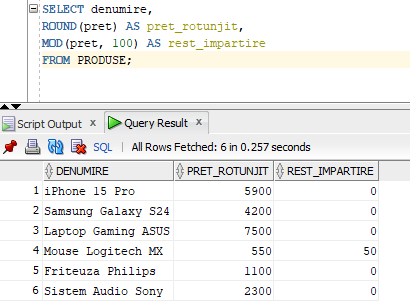 SELECT denumire,
ROUND(pret) AS pret_rotunjit,
MOD(pret, 100) AS rest_impartire
FROM PRODUSE;
Script Output x Query Result x
SQL | All Rows Fetched: 6 in 0.257 seconds
DENUMIRE PRET_ROTUNJIT REST_IMPARTIRE
1 iPhone 15 Pro 5900 0
2 Samsung Galaxy S24 4200 0
3 Laptop Gaming ASUS 7500 0
4 Mouse Logitech MX 550 50
5 Friteuza Philips 1100 0
6 Sistem Audio Sony 2300 0